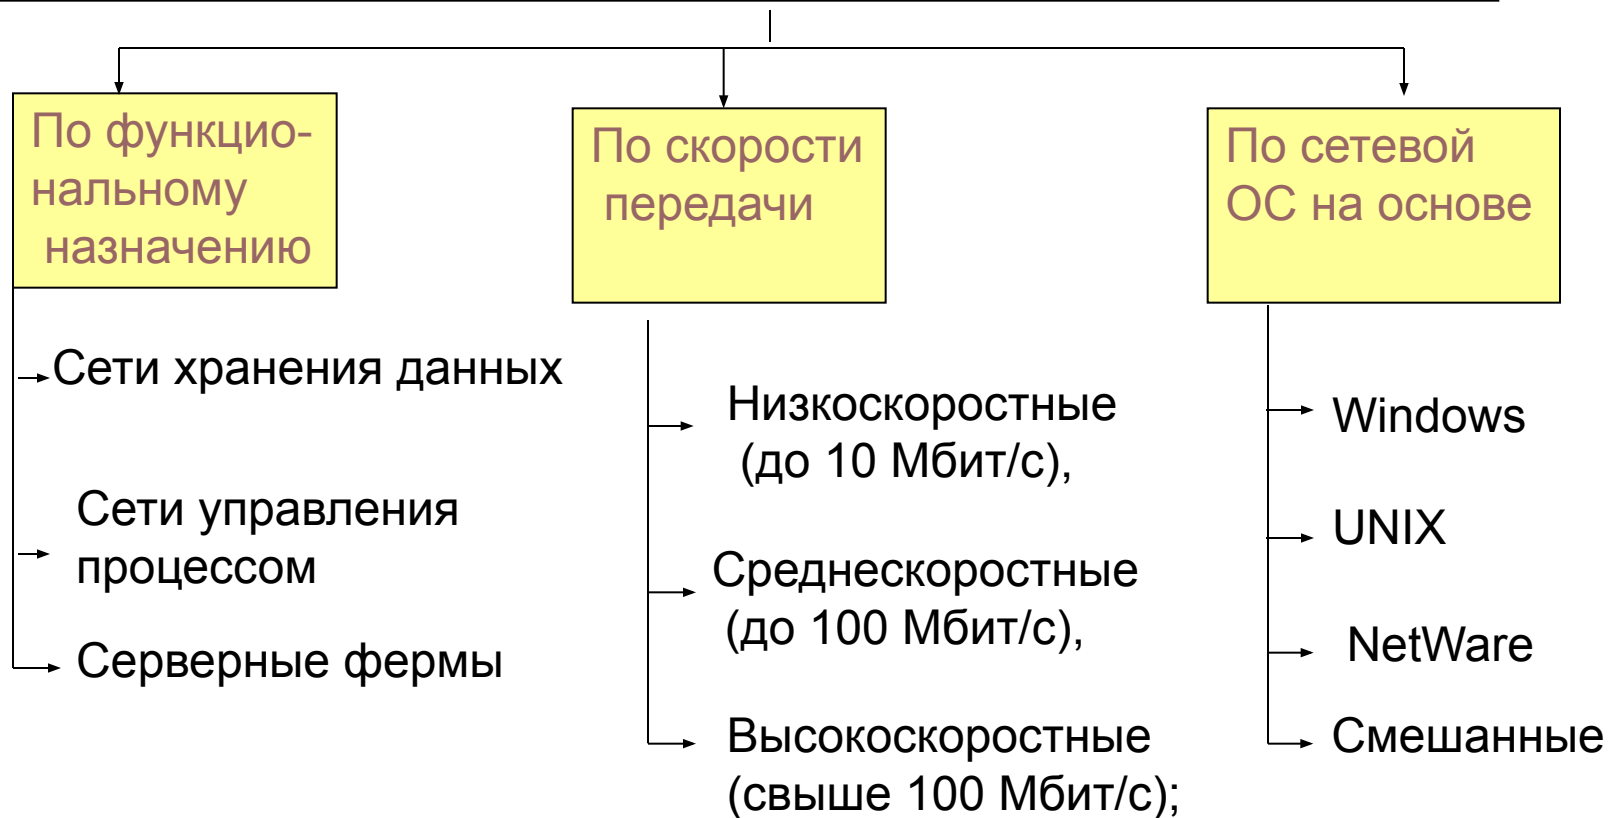 По функцио-
нальному
назначению
Сети хранения данных
Сети управления
процессом
Серверные фермы
По скорости
передачи
Низкоскоростные
(до 10 Мбит/с),
Среднескоростные
(до 100 Мбит/с),
Высокоскоростные
(свыше 100 Мбит/с);
По сетевой
ОС на основе
Windows
UNIX
NetWare
Смешанные